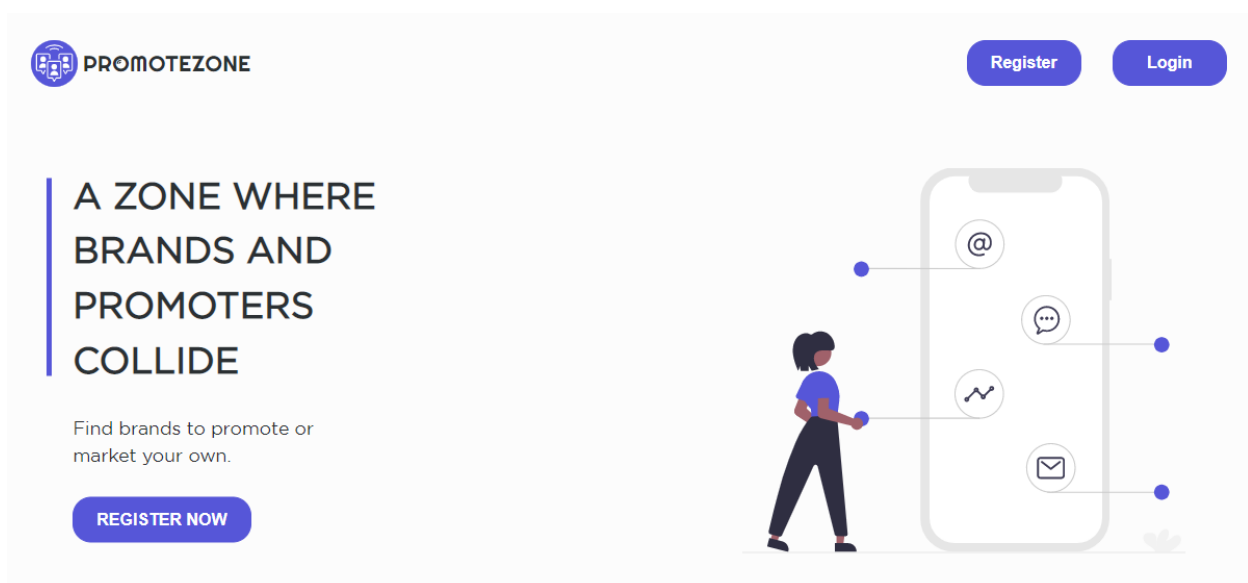 PROMOTEZONE
Register
Login
A ZONE WHERE
BRANDS AND
PROMOTERS
COLLIDE
Find brands to promote or
market your own.
REGISTER NOW
@